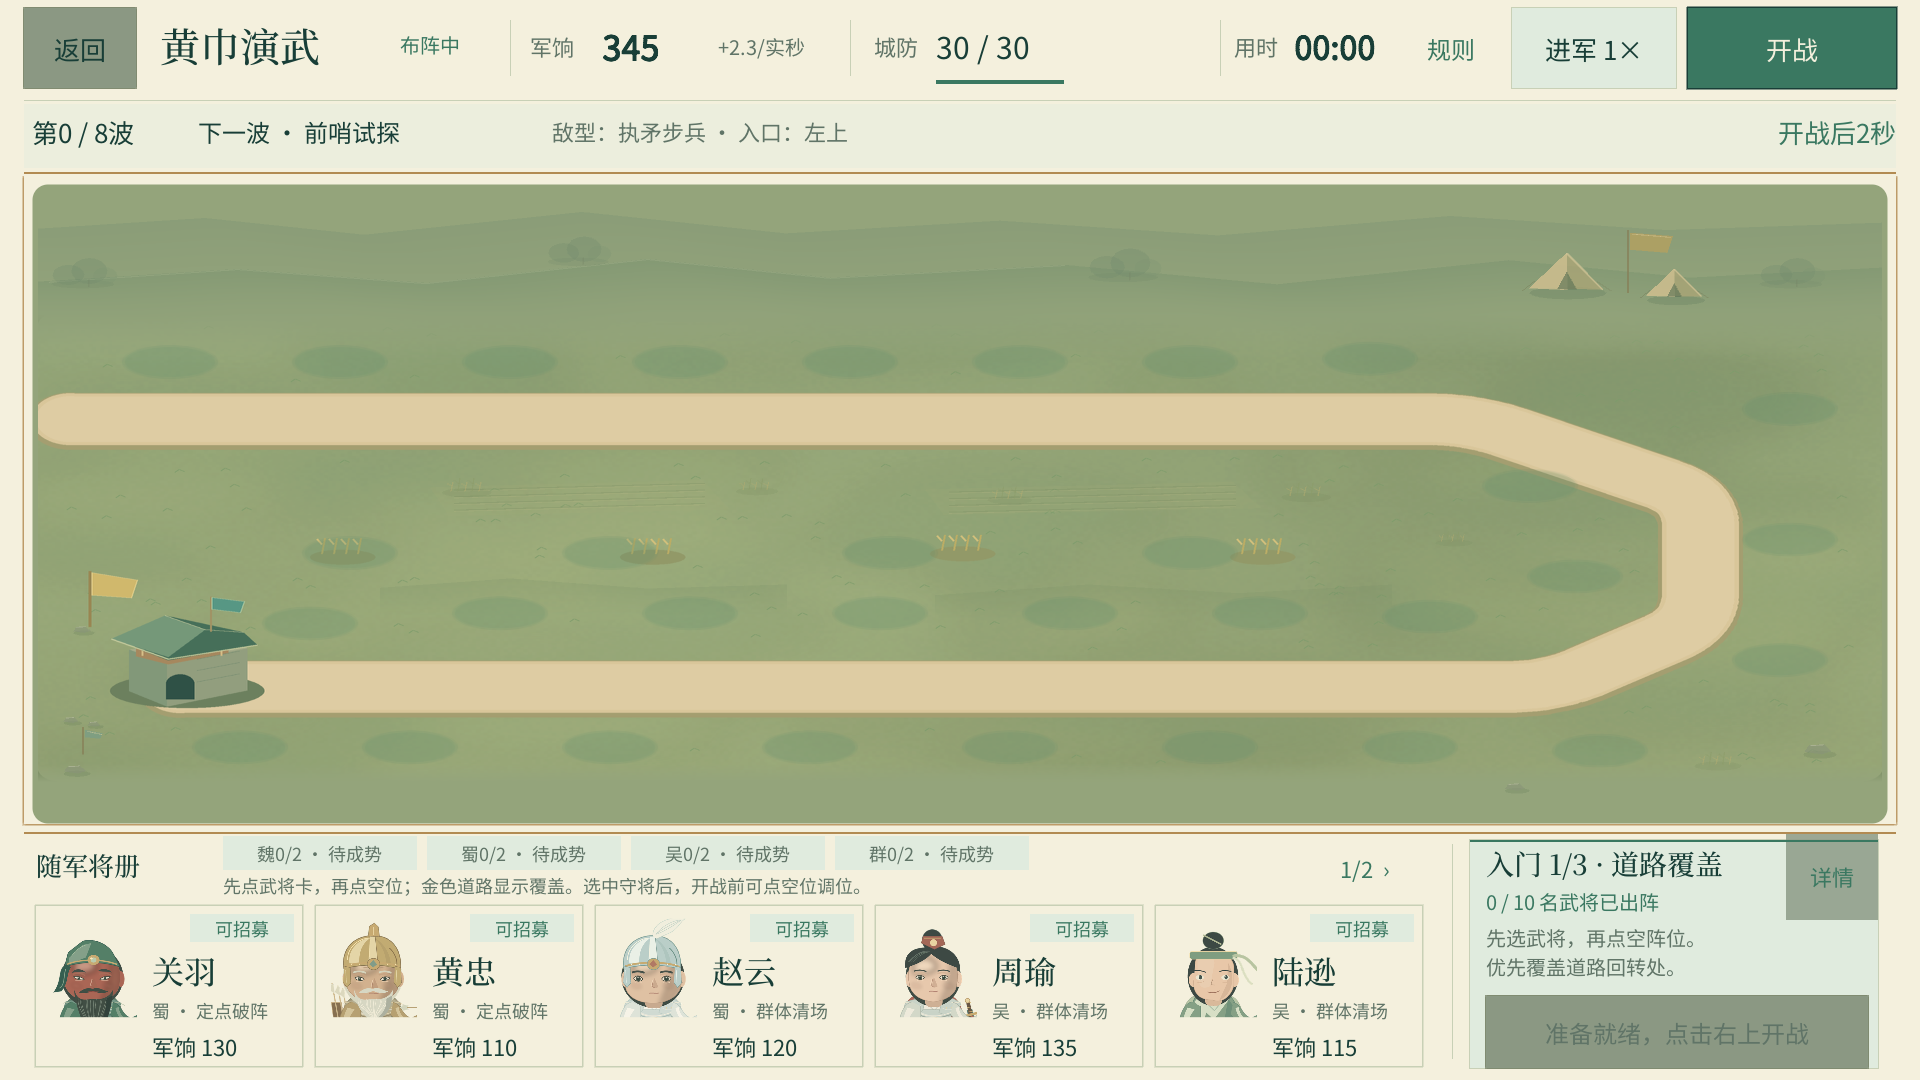 返回
黄巾演武
布阵中
军饷 345
+2.3/实秒
城防 30 / 30
用时 00:00
规则
进军 1×
开战
第0 / 8波
下一波 · 前哨试探
敌型：执矛步兵 · 入口：左上
开战后2秒
随军将册
魏0/2 · 待成势
蜀0/2 · 待成势
吴0/2 · 待成势
群0/2 · 待成势
先点武将卡，再点空位；金色道路显示覆盖。选中守将后，开战前可点空位调位。
1/2 ›
可招募
关羽
蜀 · 定点破阵
军饷 130
可招募
黄忠
蜀 · 定点破阵
军饷 110
可招募
赵云
蜀 · 群体清场
军饷 120
可招募
周瑜
吴 · 群体清场
军饷 135
可招募
陆逊
吴 · 群体清场
军饷 115
入门 1/3 · 道路覆盖
详情
0 / 10 名武将已出阵
先选武将，再点空阵位。
优先覆盖道路回转处。
准备就绪，点击右上开战